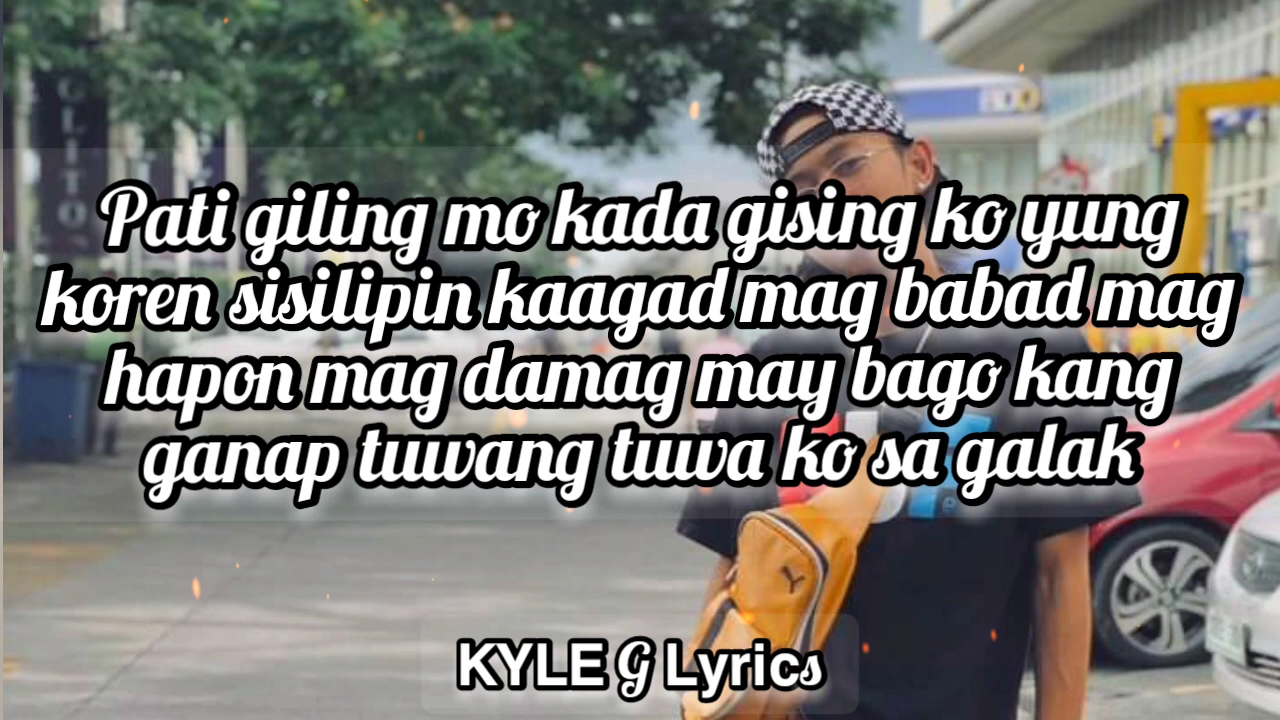 Pati giling mo kada gising ko yung
koren sisilipin kaagad mag babad mag
hapon mag damag may bago kang
ganap tuwang tuwa ko sa galak
KYLE G Lyrics